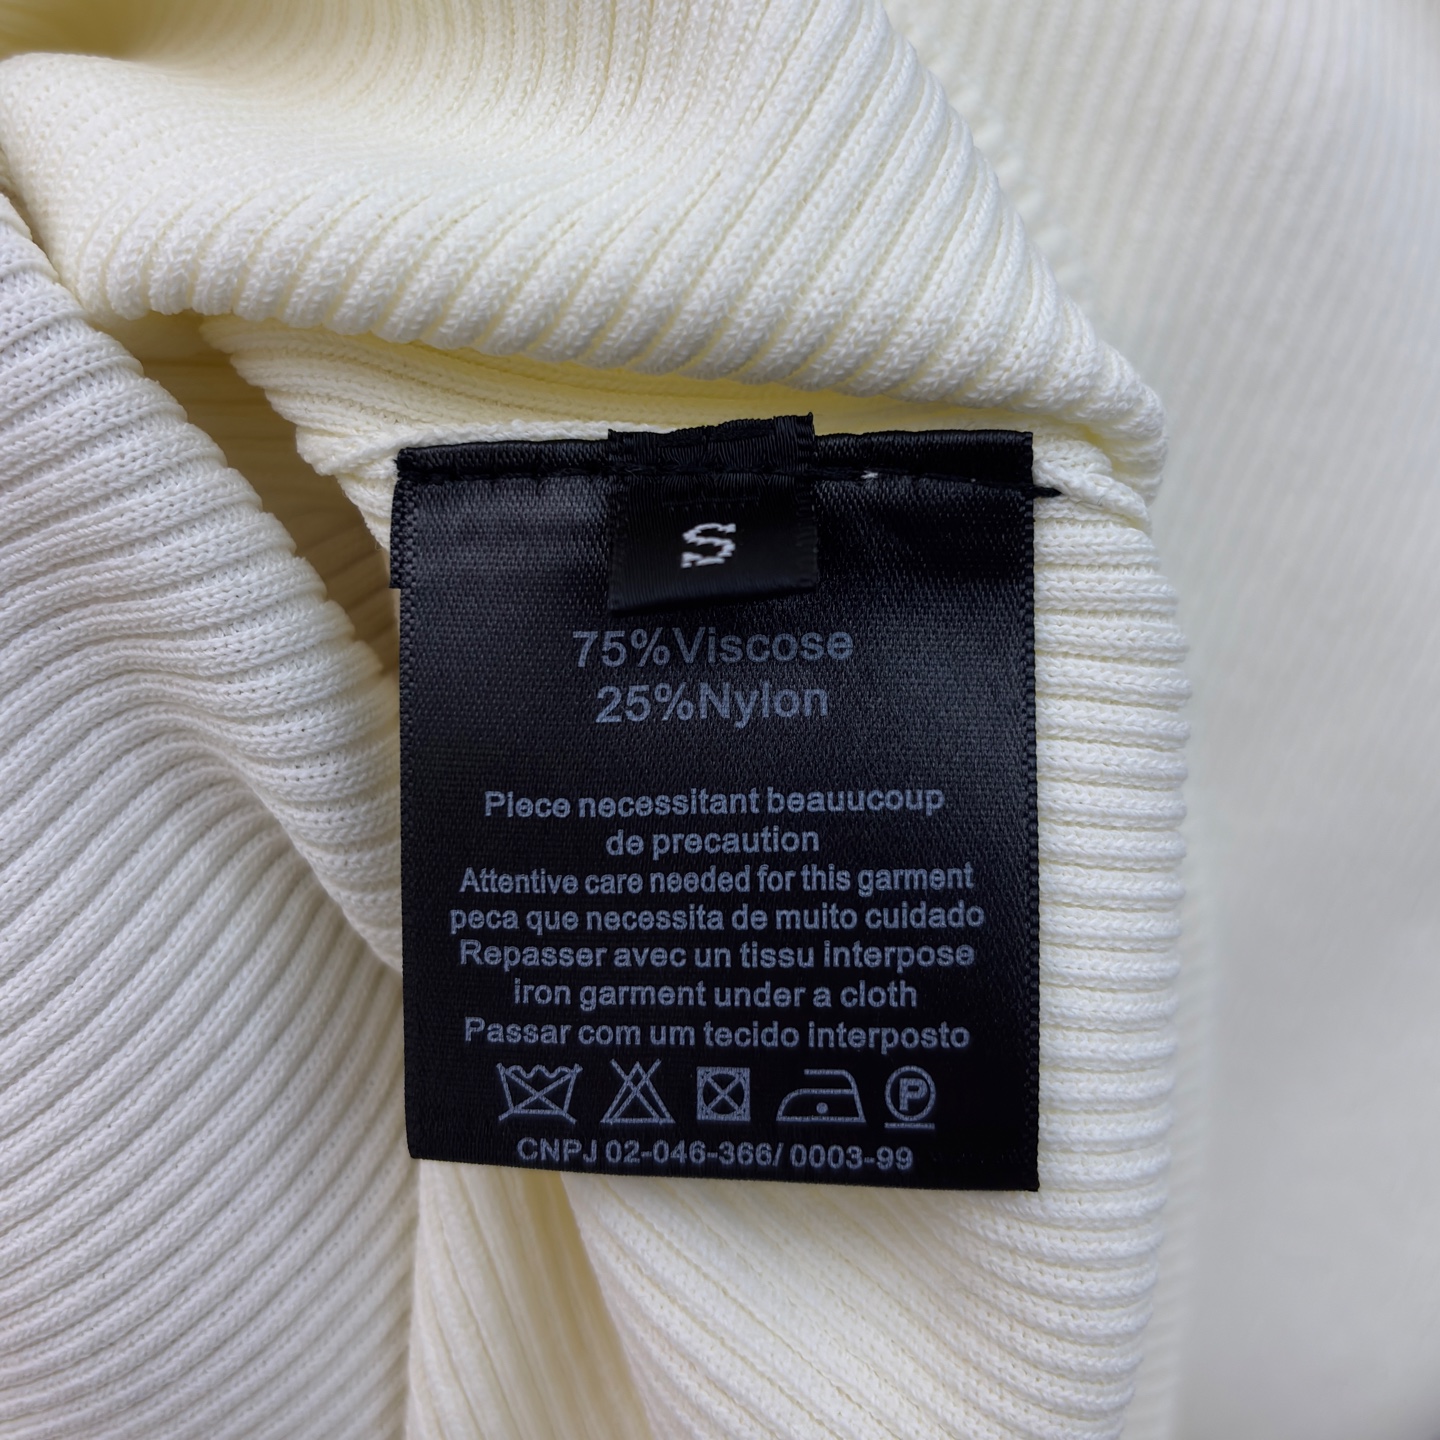 S
75%Viscose
25%Nylon
Piece necessitant beauucoup
de precaution
Attentive care needed for this garment
peca que necessita de muito cuidado
Repasser avec un tissu interpose
iron garment under a cloth
Passar com um tecido interposto
P
CNPJ 02-046-366/ 0003-99